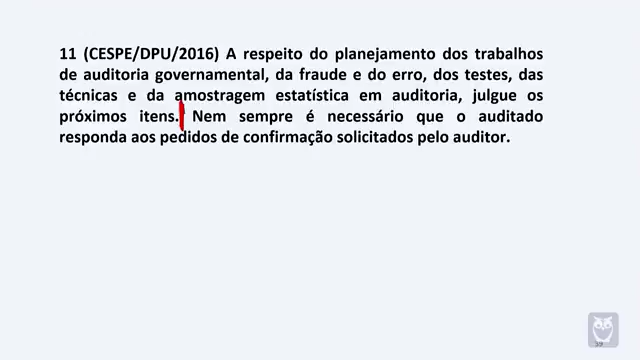 11 (CESPE/DPU/2016) A respeito do planejamento dos trabalhos
de auditoria governamental, da fraude e do erro, dos testes, das
técnicas e da amostragem estatística em auditoria, julgue os
próximos itens. Nem sempre é necessário que o auditado
responda aos pedidos de confirmação solicitados pelo auditor.
39